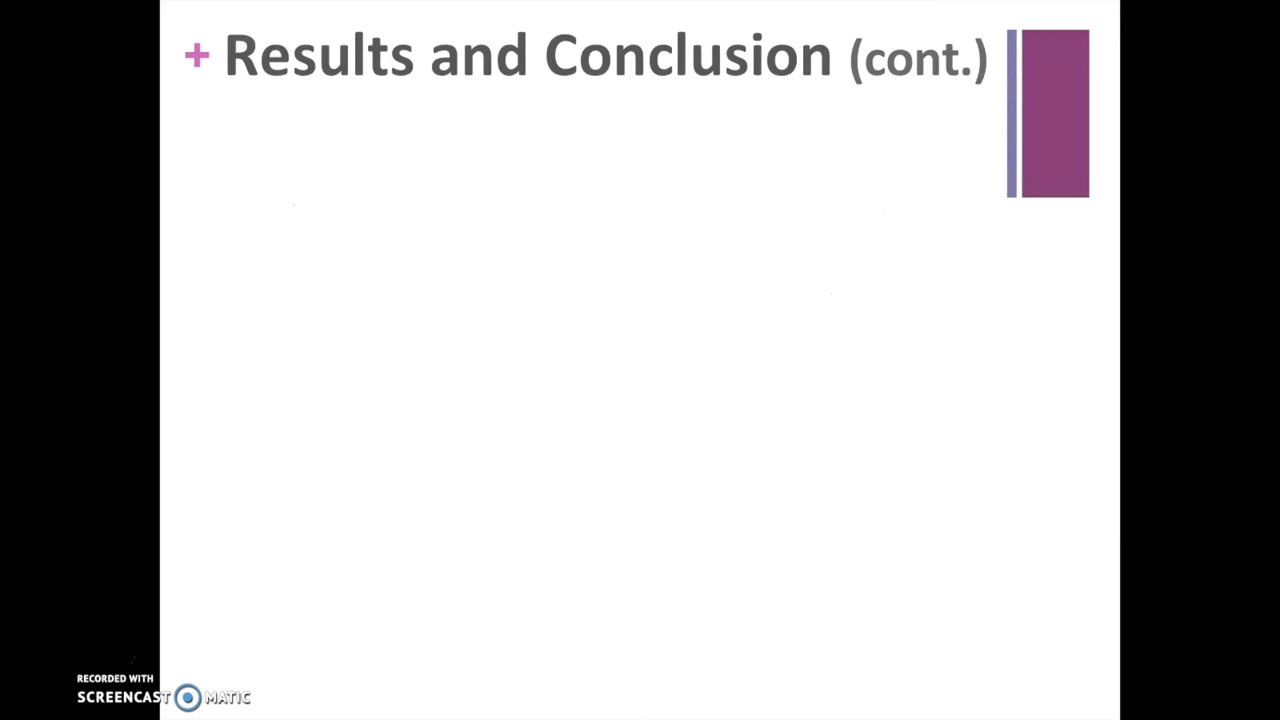 + Results and Conclusion (cont.)
RECORDED WITH
SCREENCAST MATIC